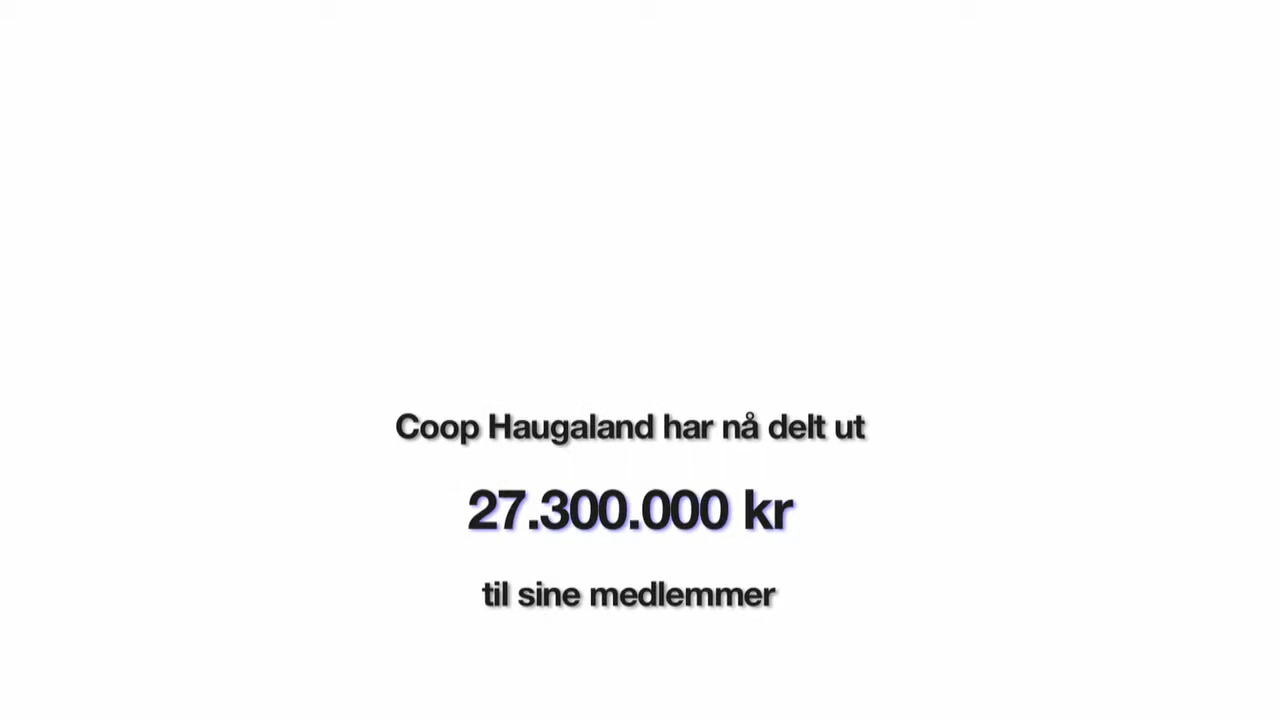 Coop Haugaland har nå delt ut
27.300.000 kr
til sine medlemmer